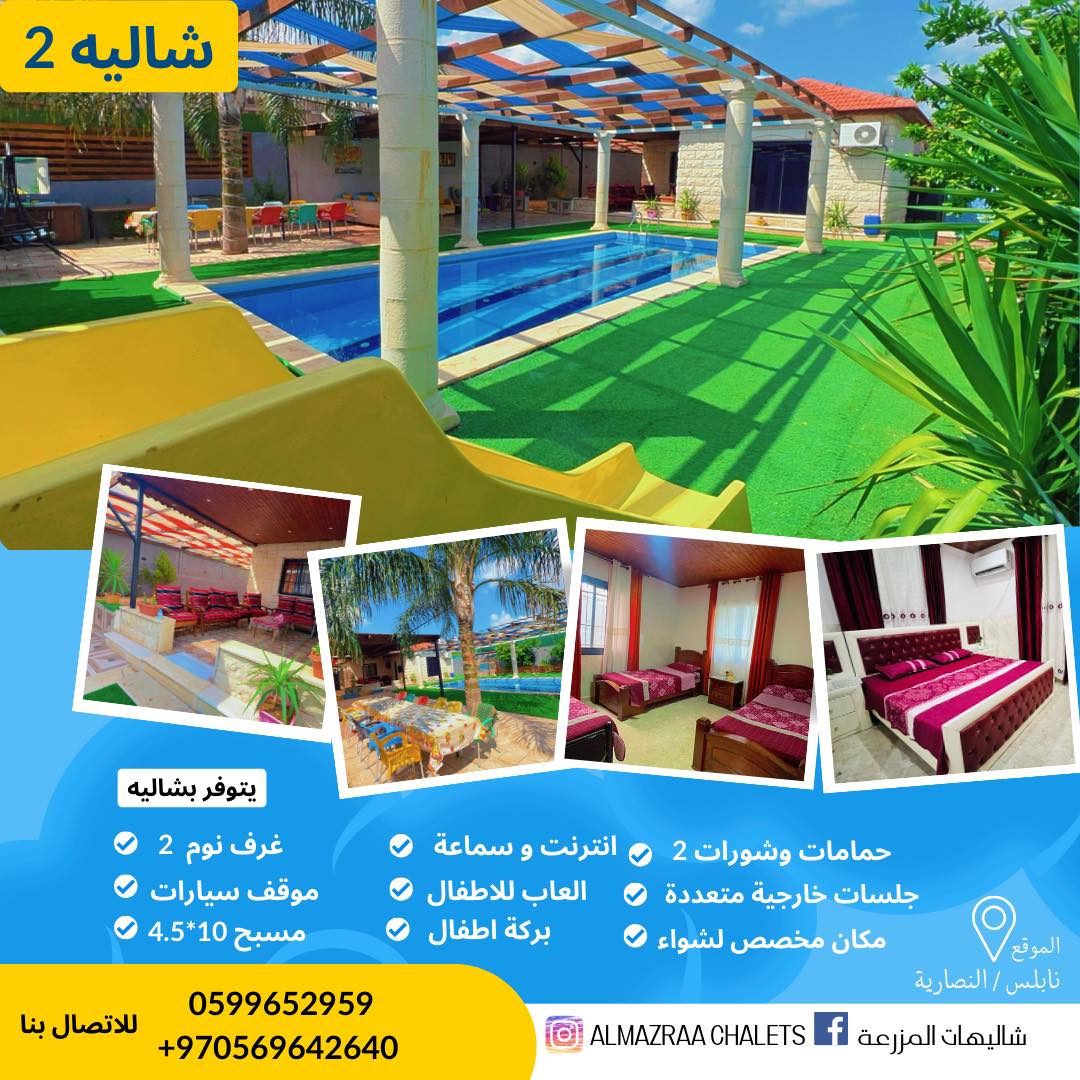 شاليه 2
يتوفر بشاليه
حمامات وشورات 2
انترنت و سماعة
غرف نوم 2
جلسات خارجية متعددة
العاب للاطفال
موقف سيارات
مكان مخصص لشواء
بركة اطفال
مسبح 10*4.5
الموقع
نابلس / النصارية
للاتصال بنا
0599652959
+970569642640
ALMAZRAA CHALETS
شاليهات المزرعة